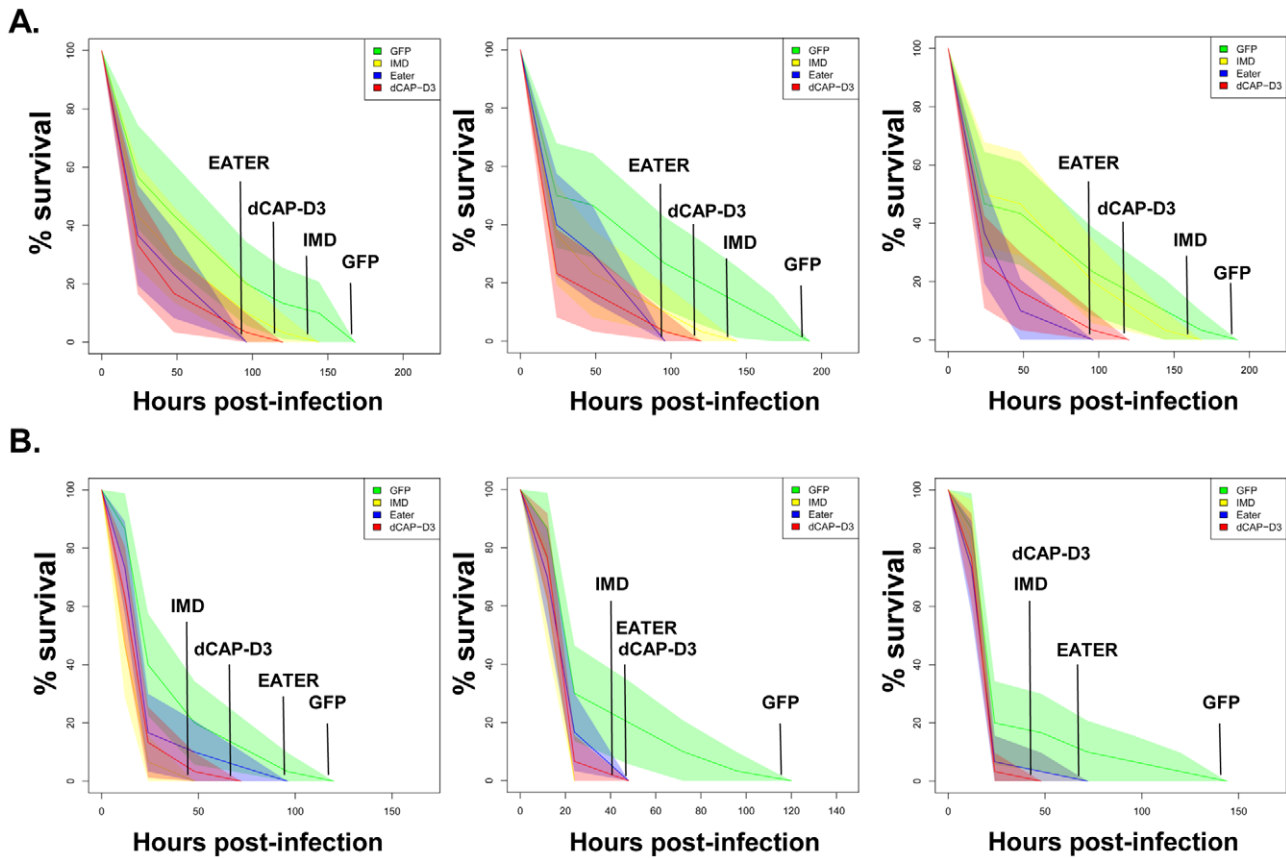 A.
GFP
IMD
Eater
dCAP-D3
EATER
dCAP-D3
IMD
GFP
% survival
0 20 40 60 80 100
0 50 100 150 200
Hours post-infection
GFP
IMD
Eater
dCAP-D3
EATER
dCAP-D3
IMD
GFP
% survival
0 20 40 60 80 100
0 50 100 150 200
Hours post-infection
GFP
IMD
Eater
dCAP-D3
EATER
dCAP-D3
IMD
GFP
% survival
0 20 40 60 80 100
0 50 100 150 200
Hours post-infection
B.
GFP
IMD
Eater
dCAP-D3
IMD
dCAP-D3
EATER
GFP
% survival
0 20 40 60 80 100
0 50 100 150
Hours post-infection
GFP
IMD
Eater
dCAP-D3
IMD
EATER
dCAP-D3
GFP
% survival
0 20 40 60 80 100
0 20 40 60 80 100 120 140
Hours post-infection
GFP
IMD
Eater
dCAP-D3
dCAP-D3
IMD
EATER
GFP
% survival
0 20 40 60 80 100
0 50 100 150
Hours post-infection